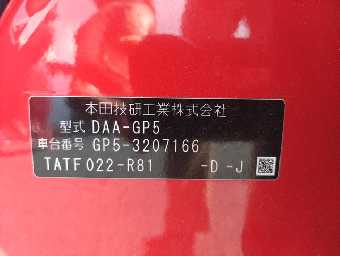 本田技研工業株式会社
型式 DAA-GP5
車台番号 GP5-3207166
TATF022-R81 -D -J